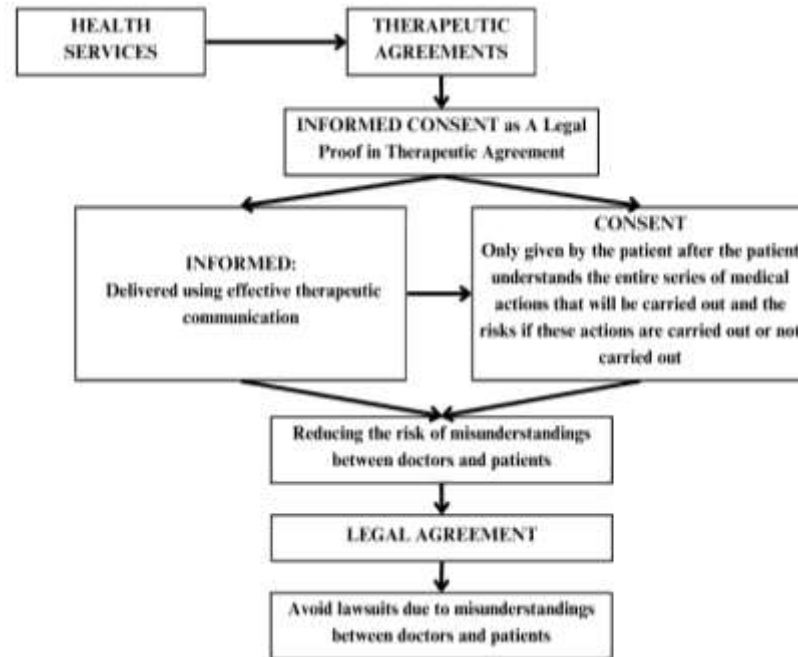 HEALTH
SERVICES
THERAPEUTIC
AGREEMENTS
INFORMED CONSENT as A Legal
Proof in Therapeutic Agreement
INFORMED:
Delivered using effective therapeutic
communication
CONSENT
Only given by the patient after the patient
understands the entire series of medical
actions that will be carried out and the
risks if these actions are carried out or not
carried out
Reducing the risk of misunderstandings
between doctors and patients
LEGAL AGREEMENT
Avoid lawsuits due to misunderstandings
between doctors and patients